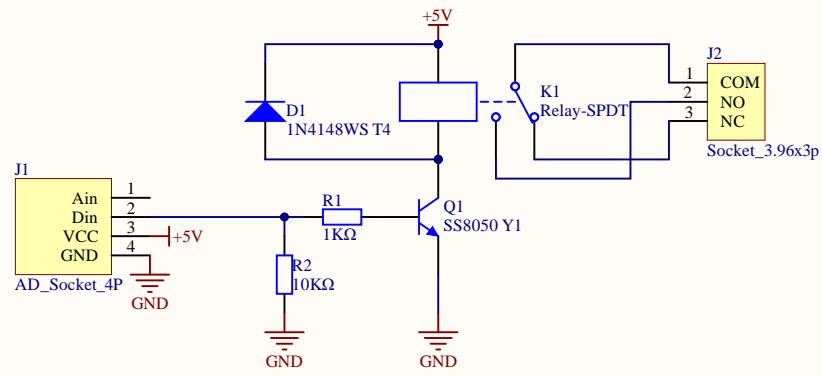 +5V
J2
1 COM
2 NO
3 NC
Socket_3.96x3p
K1
Relay-SPDT
D1
1N4148WS T4
J1
Ain 1
Din 2
VCC 3
GND 4
AD_Socket_4P
+5V
GND
R1
1KΩ
Q1
SS8050 Y1
R2
10KΩ
GND
GND